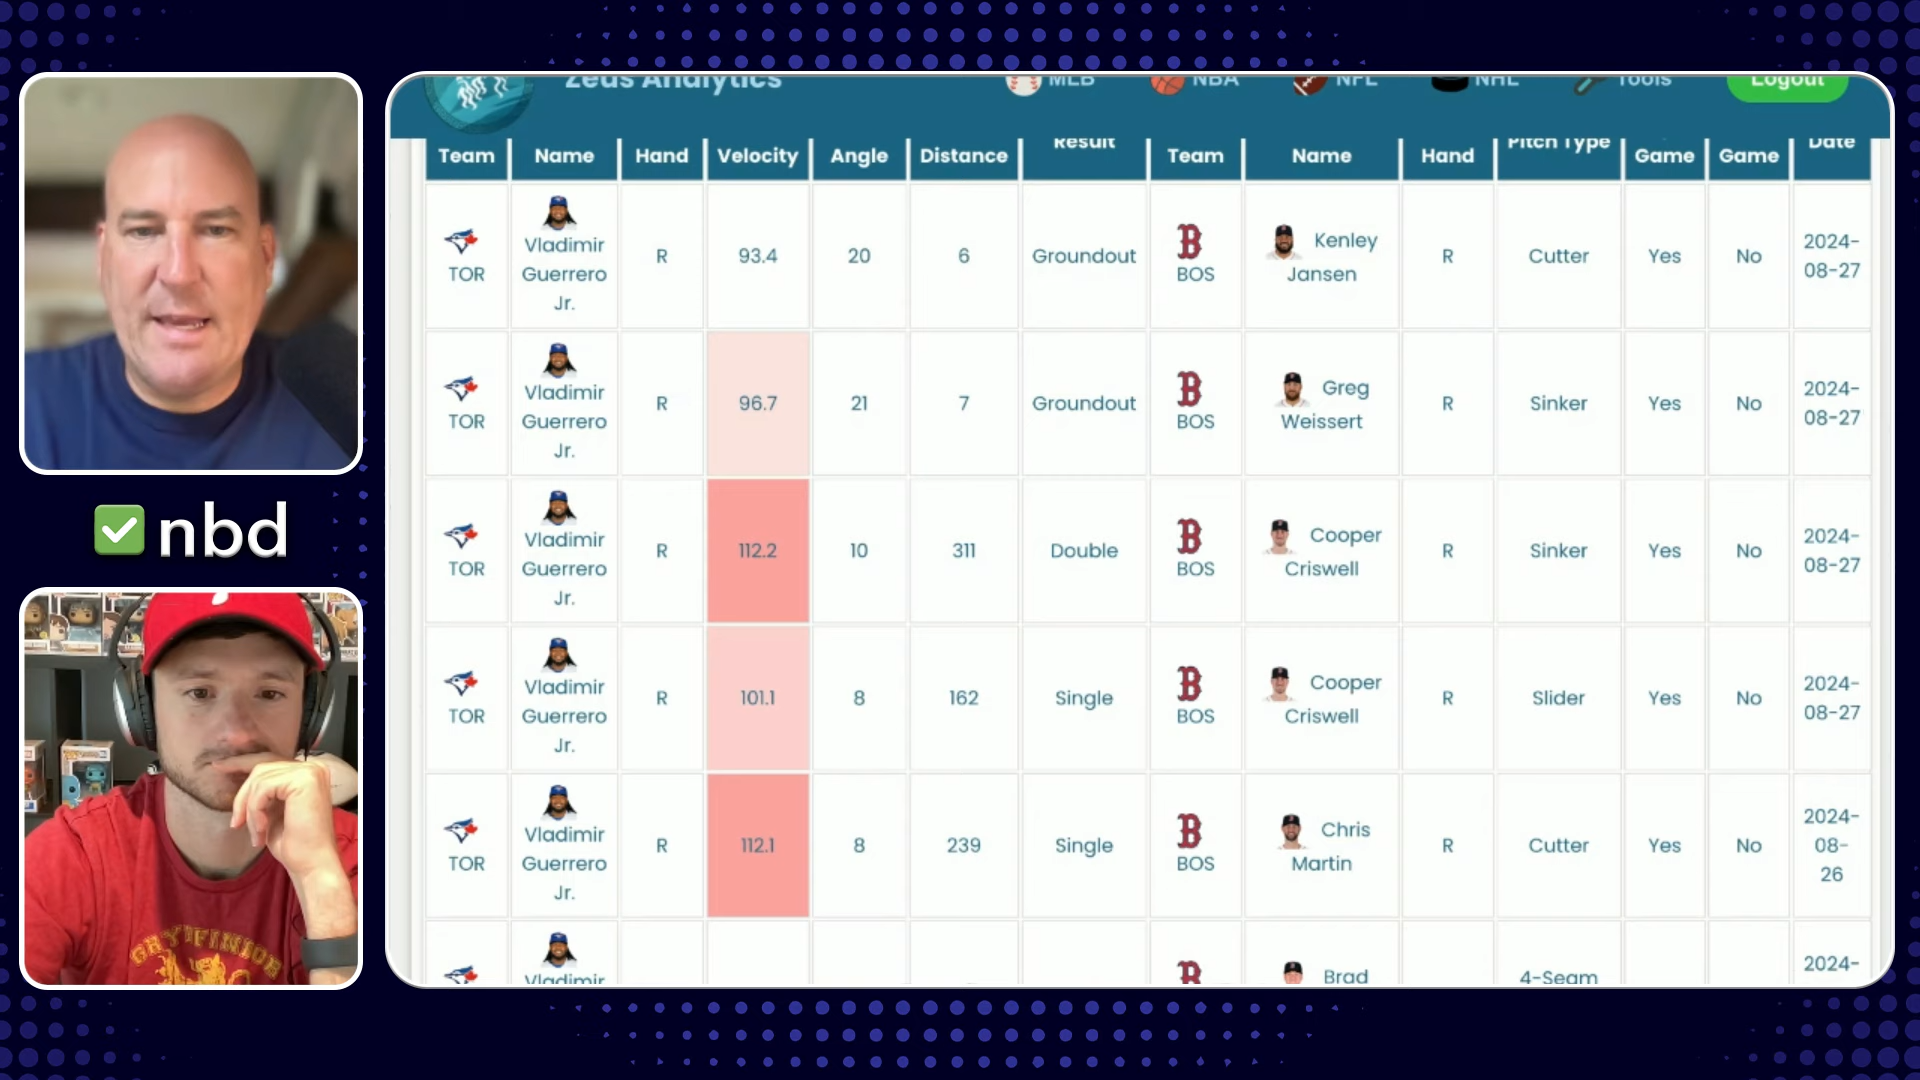 Zeus Analytics
MLB
NBA
NFL
NHL
Tools
Logout
Team
Name
Hand
Velocity
Angle
Distance
Result
Team
Name
Hand
Pitch Type
Game
Game
Date
TOR
Vladimir
Guerrero
Jr.
R
93.4
20
6
Groundout
BOS
Kenley
Jansen
R
Cutter
Yes
No
2024-
08-27
TOR
Vladimir
Guerrero
Jr.
R
96.7
21
7
Groundout
BOS
Greg
Weissert
R
Sinker
Yes
No
2024-
08-27
TOR
Vladimir
Guerrero
Jr.
R
112.2
10
311
Double
BOS
Cooper
Criswell
R
Sinker
Yes
No
2024-
08-27
TOR
Vladimir
Guerrero
Jr.
R
101.1
8
162
Single
BOS
Cooper
Criswell
R
Slider
Yes
No
2024-
08-27
TOR
Vladimir
Guerrero
Jr.
R
112.1
8
239
Single
BOS
Chris
Martin
R
Cutter
Yes
No
2024-
08-
26
Vladimir
Brad
4-Seam
2024-
nbd
GRYFFINDOR